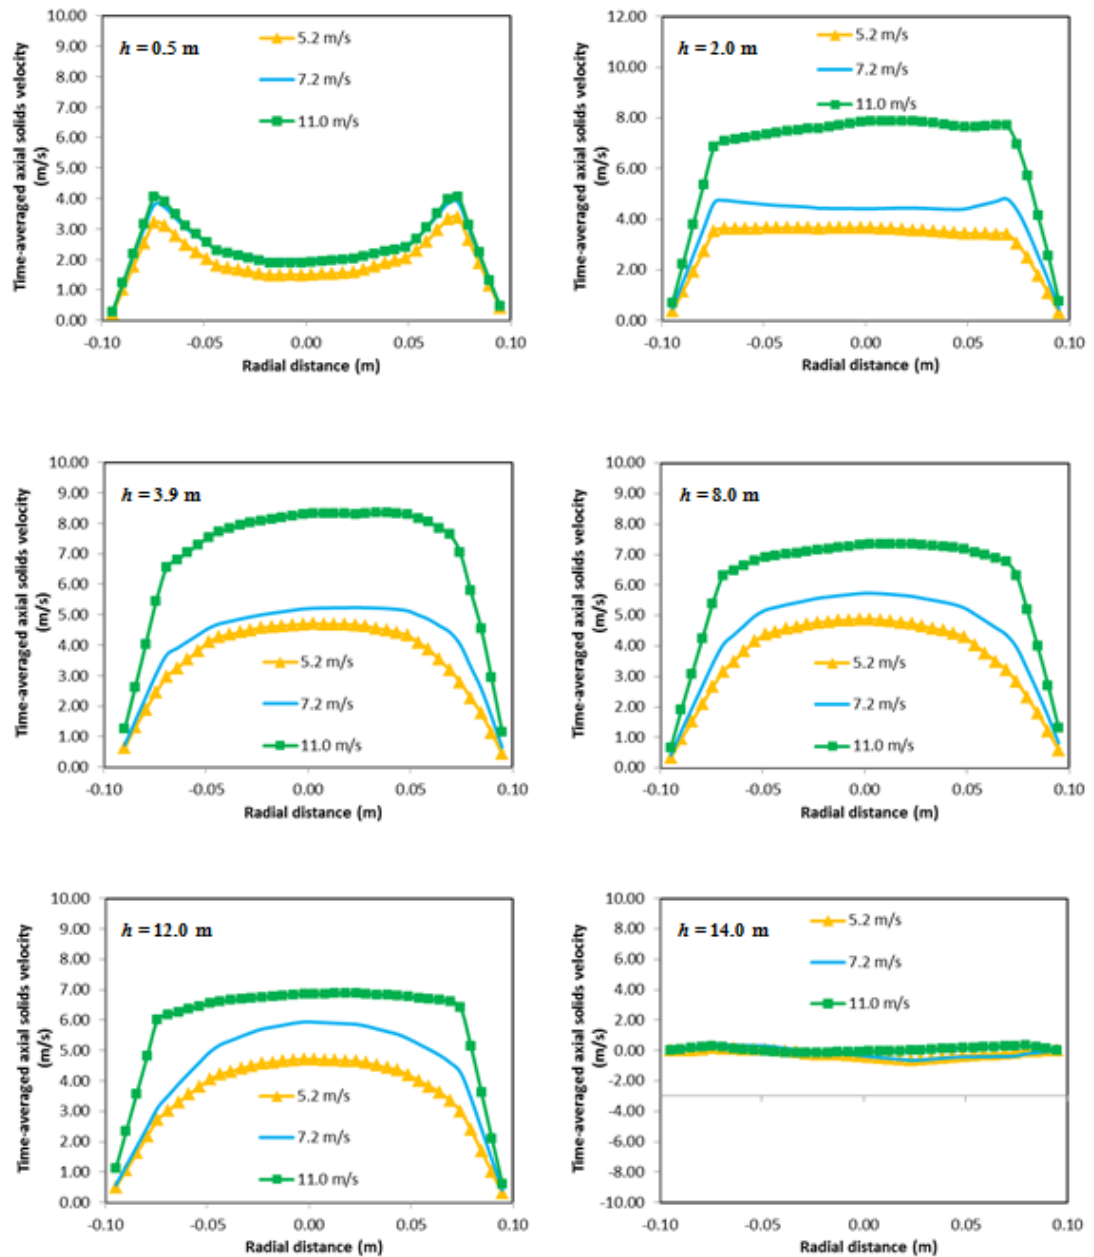 10.00
9.00
8.00
7.00
6.00
5.00
4.00
3.00
2.00
1.00
0.00
Time-averaged axial solids velocity
(m/s)
h = 0.5 m
5.2 m/s
7.2 m/s
11.0 m/s
-0.10
-0.05
0.00
0.05
0.10
Radial distance (m)
12.00
10.00
8.00
6.00
4.00
2.00
0.00
Time-averaged axial solids velocity
(m/s)
h = 2.0 m
5.2 m/s
7.2 m/s
11.0 m/s
-0.10
-0.05
0.00
0.05
0.10
Radial distance (m)
10.00
9.00
8.00
7.00
6.00
5.00
4.00
3.00
2.00
1.00
0.00
Time-averaged axial solids velocity
(m/s)
h = 3.9 m
5.2 m/s
7.2 m/s
11.0 m/s
-0.10
-0.05
0.00
0.05
0.10
Radial distance (m)
10.00
9.00
8.00
7.00
6.00
5.00
4.00
3.00
2.00
1.00
0.00
Time-averaged axial solids velocity
(m/s)
h = 8.0 m
5.2 m/s
7.2 m/s
11.0 m/s
-0.10
-0.05
0.00
0.05
0.10
Radial distance (m)
10.00
9.00
8.00
7.00
6.00
5.00
4.00
3.00
2.00
1.00
0.00
Time-averaged axial solids velocity
(m/s)
h = 12.0 m
5.2 m/s
7.2 m/s
11.0 m/s
-0.10
-0.05
0.00
0.05
0.10
Radial distance (m)
10.00
8.00
6.00
4.00
2.00
0.00
-2.00
-4.00
-6.00
-8.00
-10.00
Time-averaged axial solids velocity
(m/s)
h = 14.0 m
5.2 m/s
7.2 m/s
11.0 m/s
-0.10
-0.05
0.00
0.05
0.10
Radial distance (m)